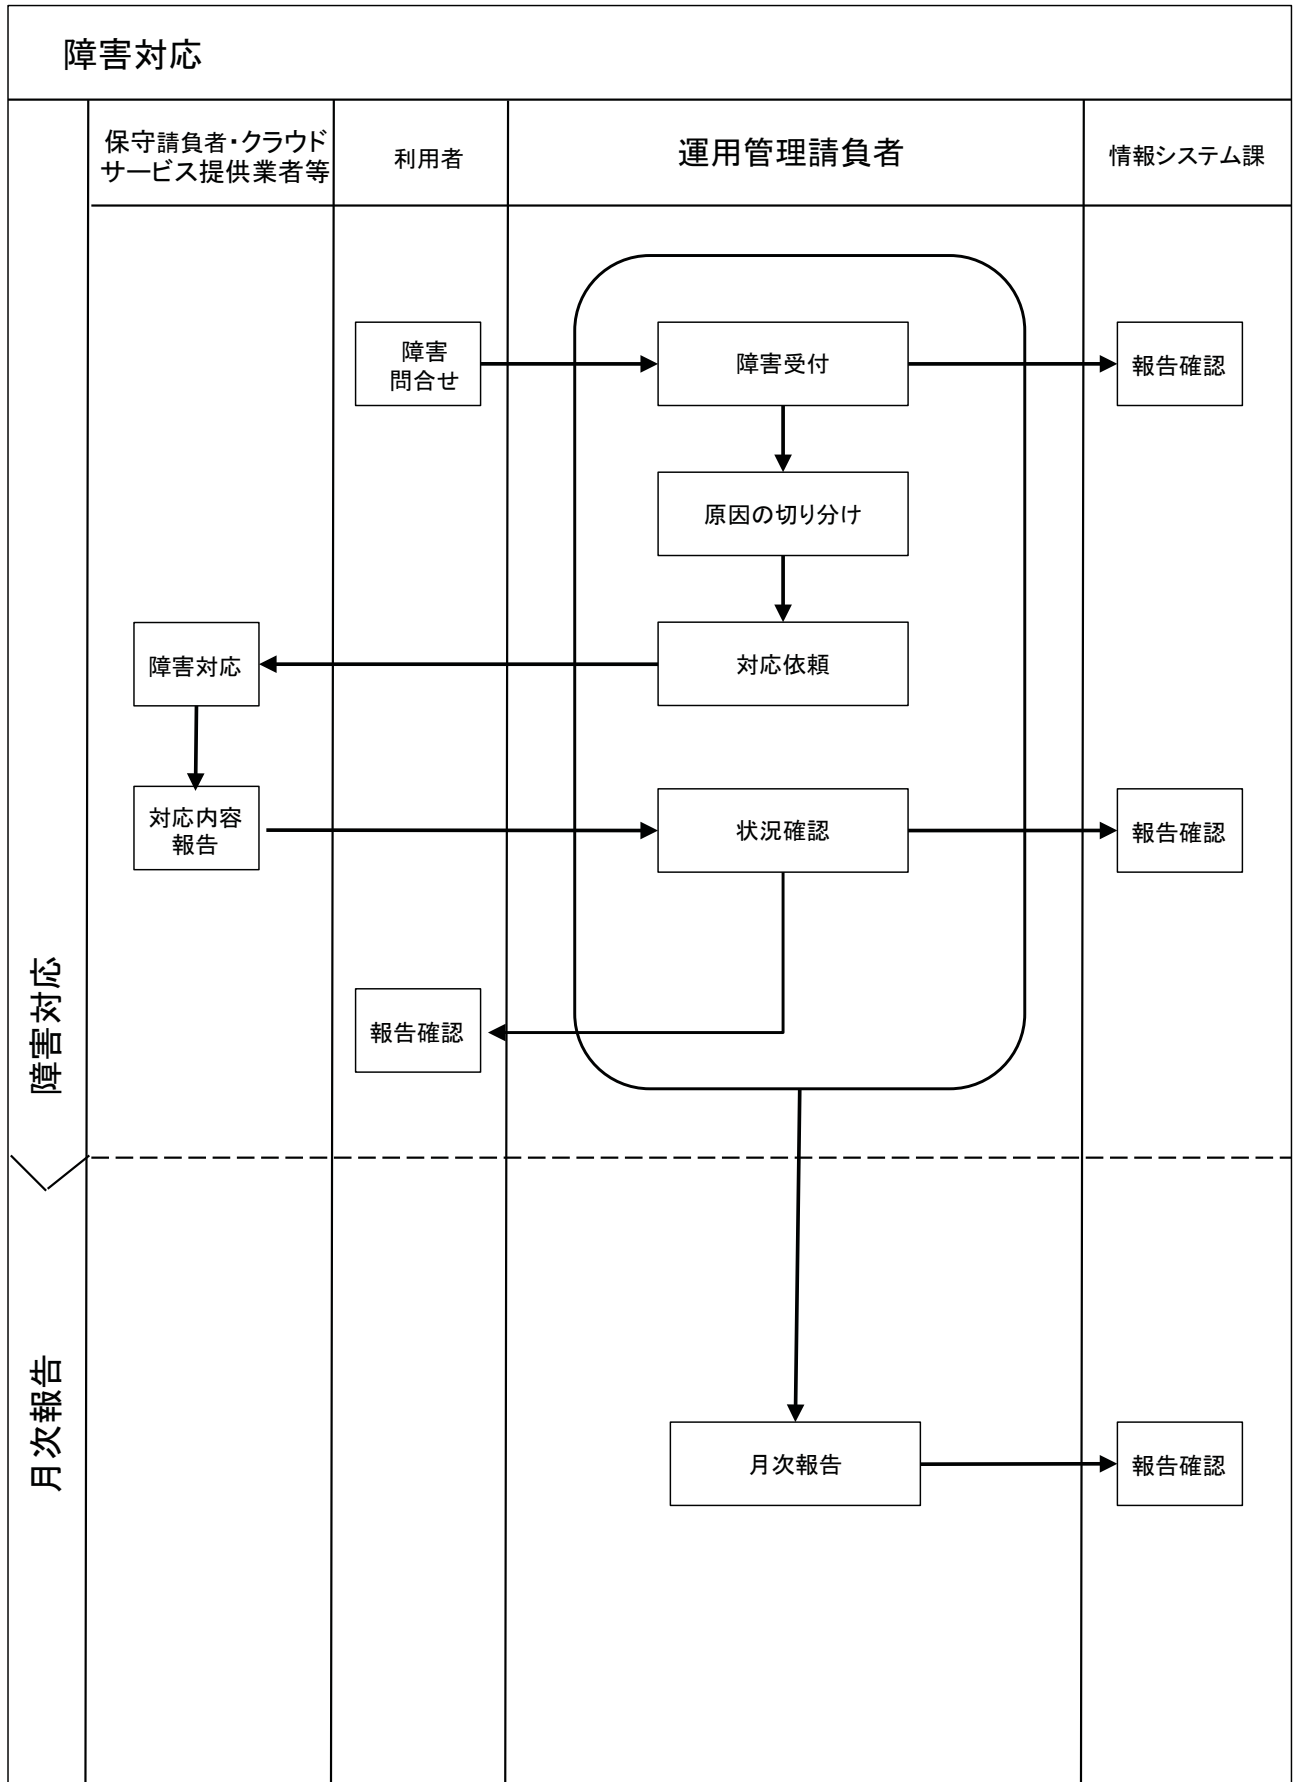 障害対応
保守請負者・クラウド
サービス提供業者等
利用者
運用管理請負者
情報システム課
障害
問合せ
障害受付
報告確認
原因の切り分け
障害対応
対応依頼
対応内容
報告
状況確認
報告確認
報告確認
障害対応
月次報告
月次報告
報告確認